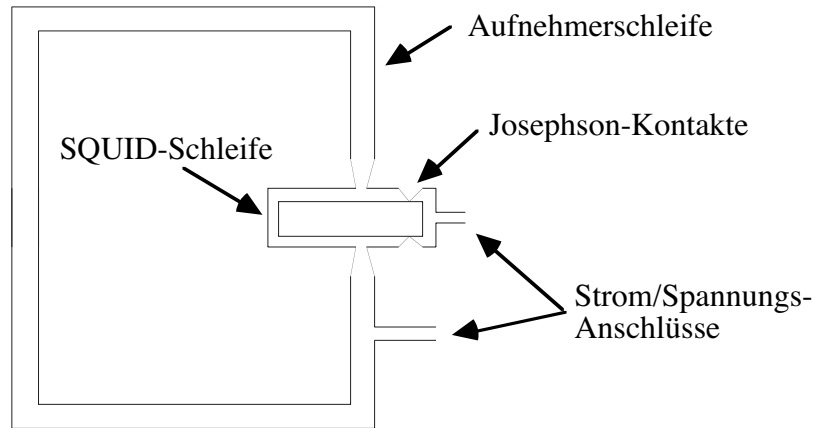 Aufnehmerschleife
Josephson-Kontakte
SQUID-Schleife
Strom/Spannungs-
Anschlüsse